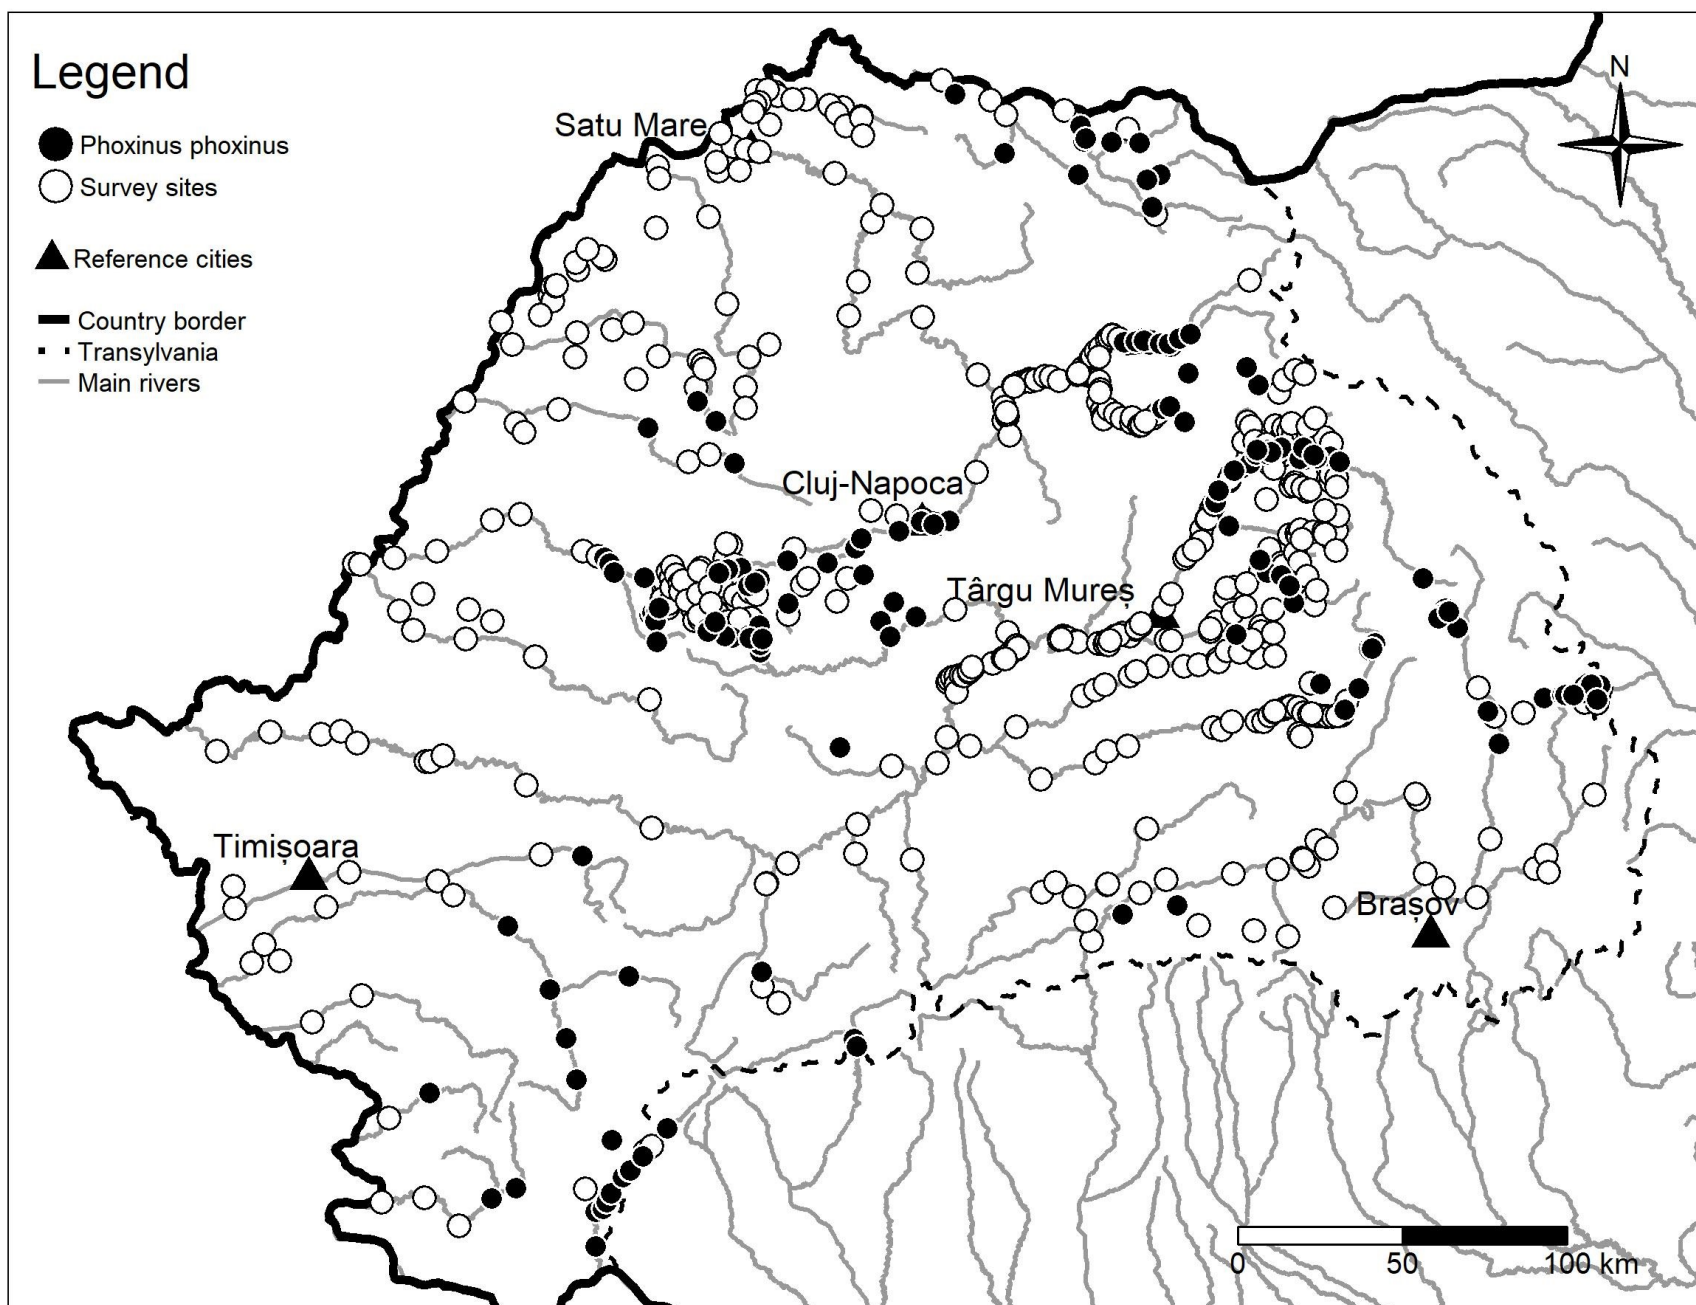 Legend
Phoxinus phoxinus
Survey sites
Reference cities
Country border
Transylvania
Main rivers
N
Satu Mare
Cluj-Napoca
Târgu Mureș
Timișoara
Brașov
0 50 100 km